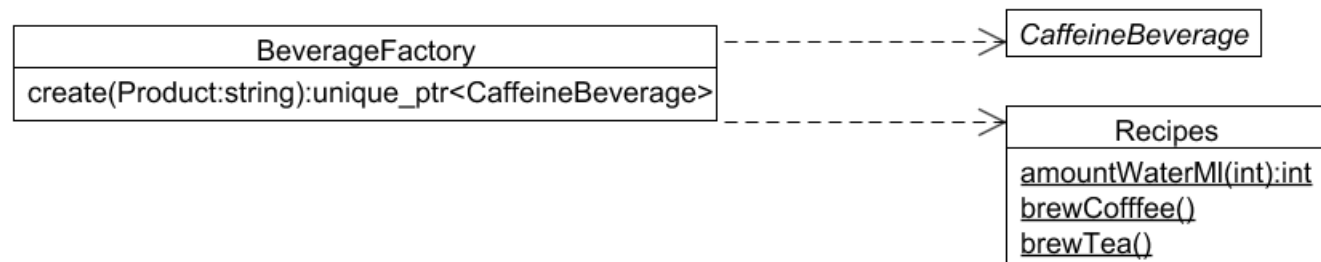 BeverageFactory
create(Product:string):unique_ptr<CaffeineBeverage>
CaffeineBeverage
Recipes
amountWaterMl(int):int
brewCofffee()
brewTea()